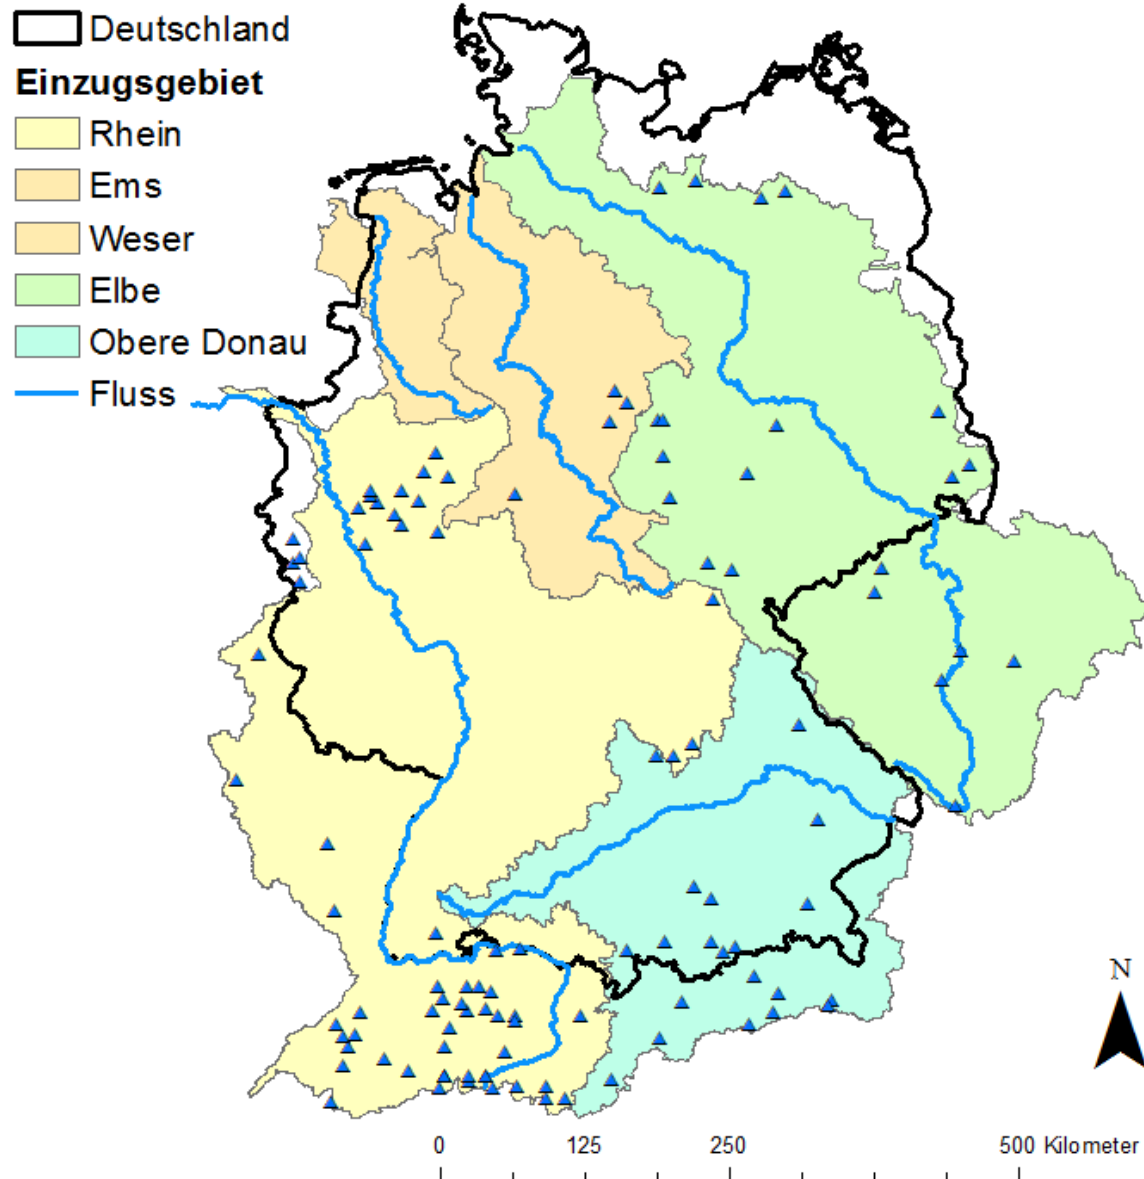 Deutschland
Einzugsgebiet
Rhein
Ems
Weser
Elbe
Obere Donau
Fluss
N
0 125 250 500 Kilometer